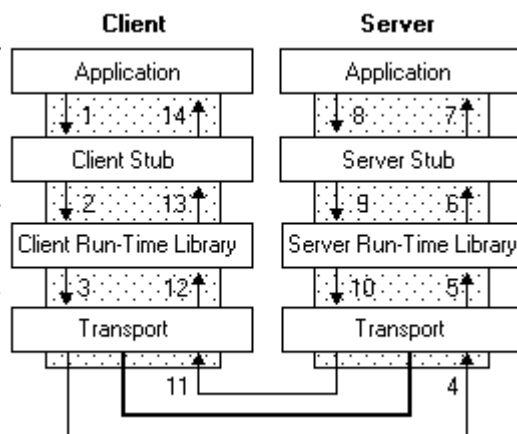 Client Server
Application Application
1 14 8 7
Client Stub Server Stub
2 13 9 6
Client Run-Time Library Server Run-Time Library
3 12 10 5
Transport Transport
11 4